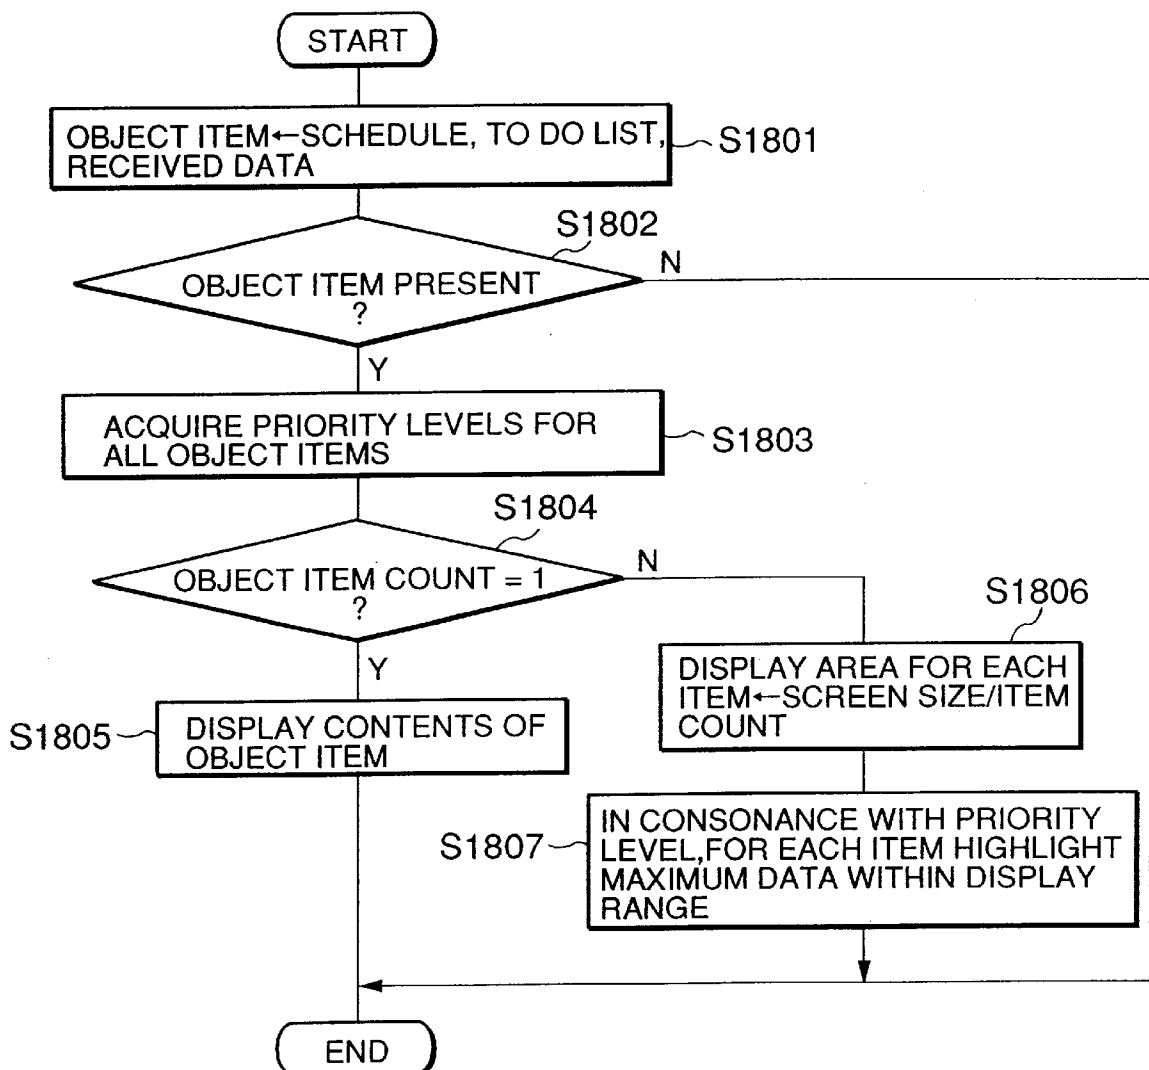 START
OBJECT ITEM←SCHEDULE, TO DO LIST,
RECEIVED DATA
S1801
S1802
OBJECT ITEM PRESENT
?
N
Y
ACQUIRE PRIORITY LEVELS FOR
ALL OBJECT ITEMS
S1803
S1804
OBJECT ITEM COUNT = 1
?
N
Y
S1806
DISPLAY AREA FOR EACH
ITEM←SCREEN SIZE/ITEM
COUNT
S1805
DISPLAY CONTENTS OF
OBJECT ITEM
S1807
IN CONSONANCE WITH PRIORITY
LEVEL,FOR EACH ITEM HIGHLIGHT
MAXIMUM DATA WITHIN DISPLAY
RANGE
END